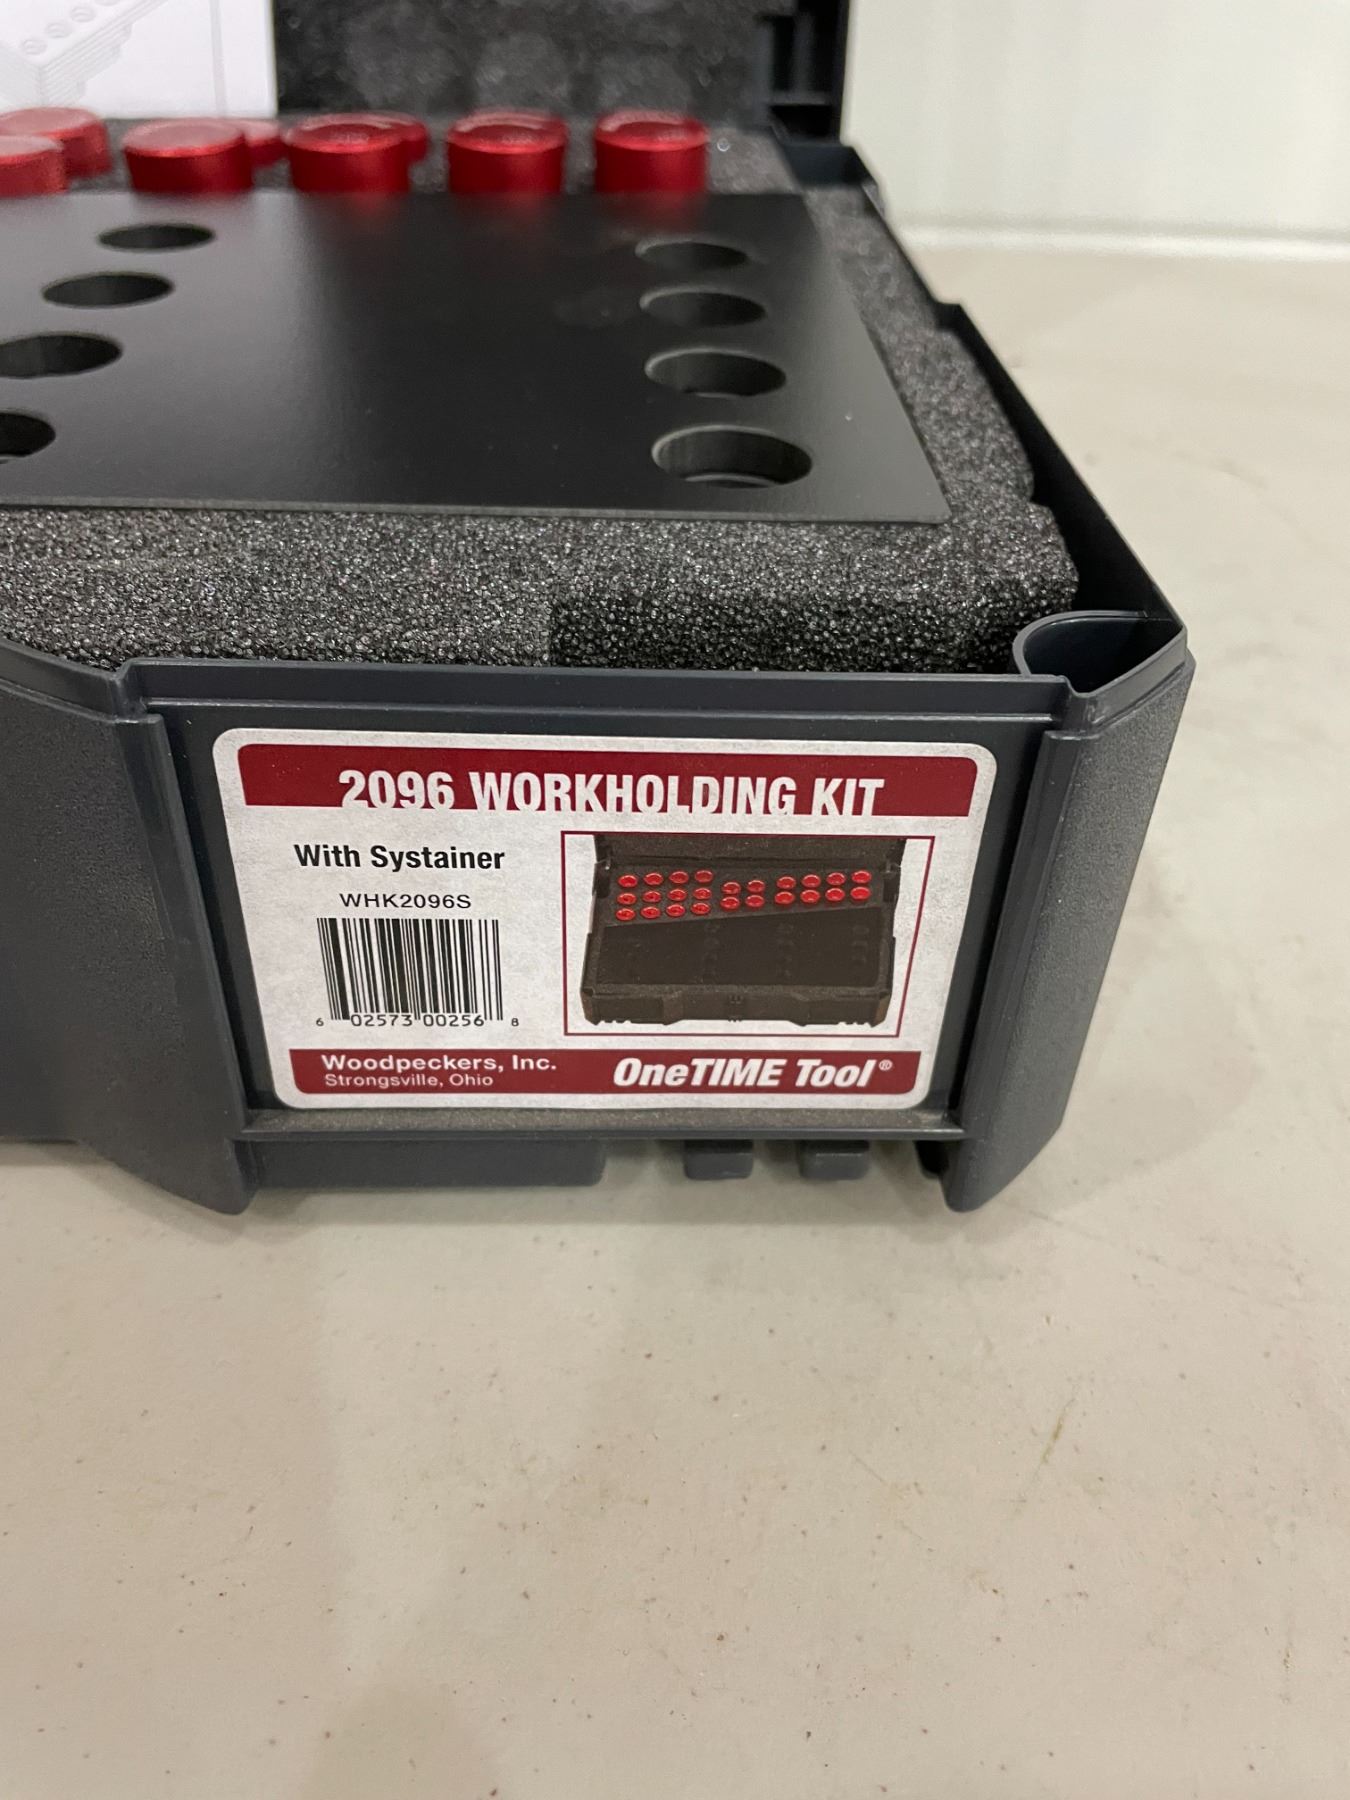 2096 WORKHOLDING KIT
With Systainer
WHK2096S
6 02573 00256 8
Woodpeckers, Inc.
Strongsville, Ohio
OneTIME Tool®